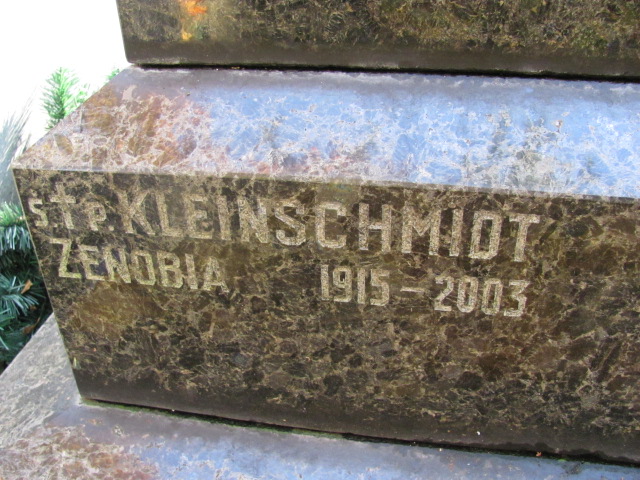 S†P. KLEINSCHMIDT
ZENOBIA 1915-2003